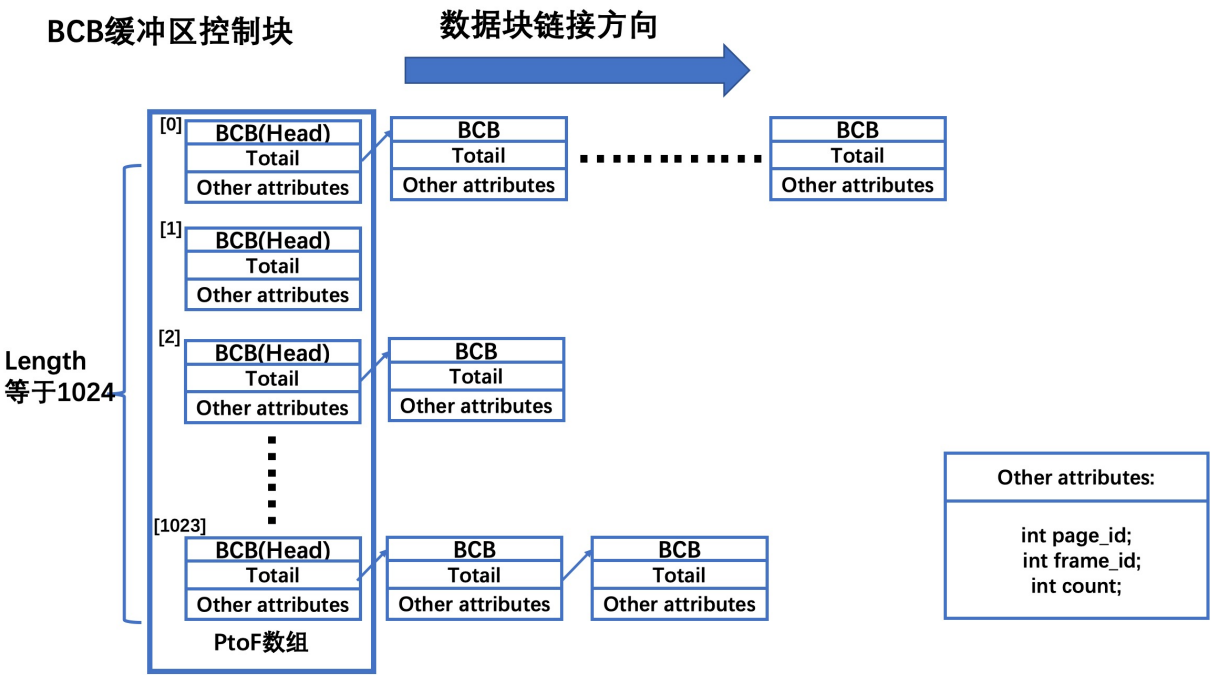 BCB缓冲区控制块
数据块链接方向
[0]
BCB(Head)
Totail
Other attributes
BCB
Totail
Other attributes
BCB
Totail
Other attributes
[1]
BCB(Head)
Totail
Other attributes
[2]
BCB(Head)
Totail
Other attributes
BCB
Totail
Other attributes
Length
等于1024
[1023]
BCB(Head)
Totail
Other attributes
BCB
Totail
Other attributes
BCB
Totail
Other attributes
PtoF数组
Other attributes:
int page_id;
int frame_id;
int count;